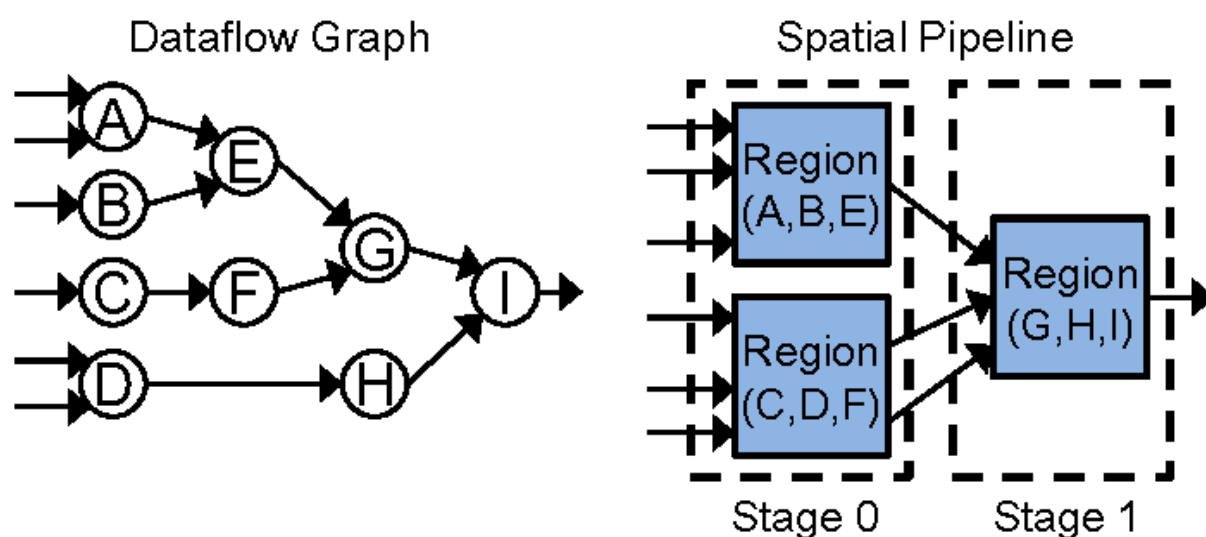 Dataflow Graph
A
B
C
D
E
F
G
H
I
Spatial Pipeline
Region
(A,B,E)
Region
(C,D,F)
Region
(G,H,I)
Stage 0
Stage 1